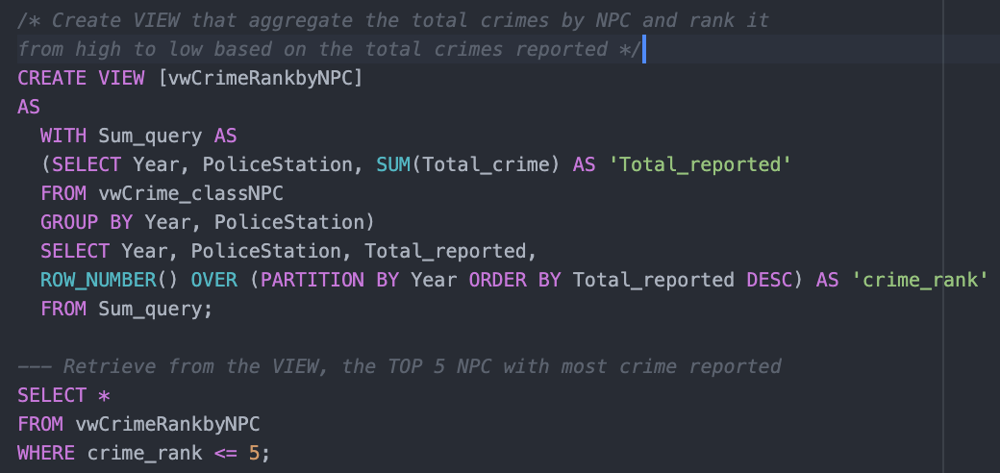 /* Create VIEW that aggregate the total crimes by NPC and rank it
from high to low based on the total crimes reported */
CREATE VIEW [vwCrimeRankbyNPC]
AS
WITH Sum_query AS
(SELECT Year, PoliceStation, SUM(Total_crime) AS 'Total_reported'
FROM vwCrime_classNPC
GROUP BY Year, PoliceStation)
SELECT Year, PoliceStation, Total_reported,
ROW_NUMBER() OVER (PARTITION BY Year ORDER BY Total_reported DESC) AS 'crime_rank'
FROM Sum_query;
--- Retrieve from the VIEW, the TOP 5 NPC with most crime reported
SELECT *
FROM vwCrimeRankbyNPC
WHERE crime_rank <= 5;